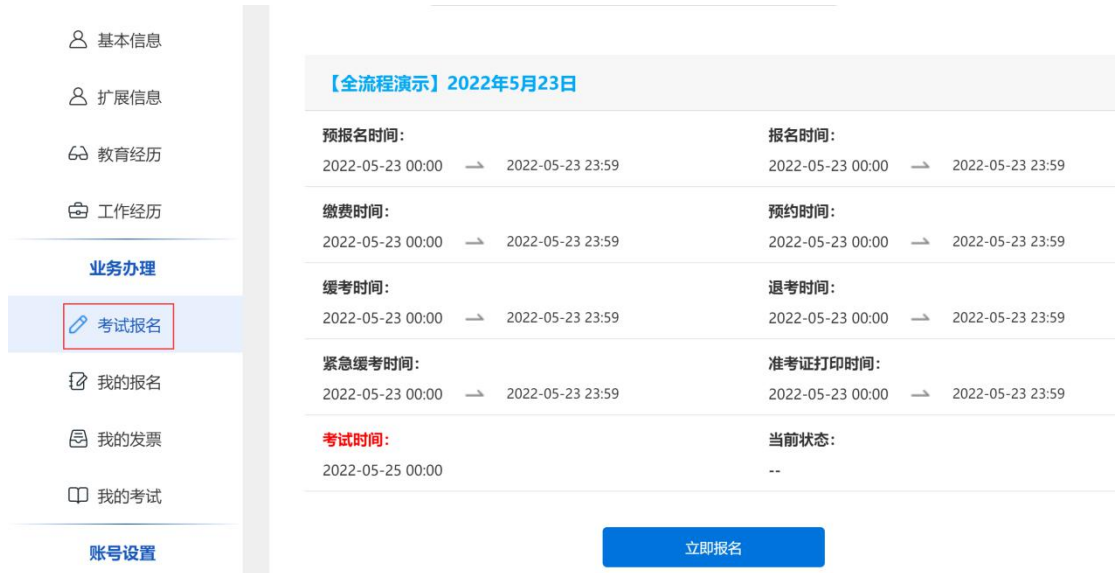 基本信息
扩展信息
教育经历
工作经历
业务办理
考试报名
我的报名
我的发票
我的考试
账号设置
【全流程演示】2022年5月23日
预报名时间: 报名时间:
2022-05-23 00:00 2022-05-23 23:59 2022-05-23 00:00 2022-05-23 23:59
缴费时间: 预约时间:
2022-05-23 00:00 2022-05-23 23:59 2022-05-23 00:00 2022-05-23 23:59
缓考时间: 退考时间:
2022-05-23 00:00 2022-05-23 23:59 2022-05-23 00:00 2022-05-23 23:59
紧急缓考时间: 准考证打印时间:
2022-05-23 00:00 2022-05-23 23:59 2022-05-23 00:00 2022-05-23 23:59
考试时间: 当前状态:
2022-05-25 00:00 --
立即报名